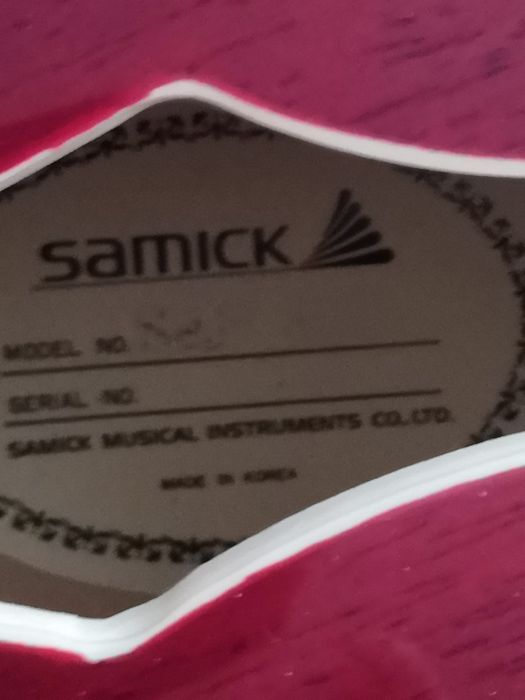 SAMICK
MODEL NO.
SERIAL NO.
SAMICK MUSICAL INSTRUMENTS CO., LTD.
MADE IN KOREA